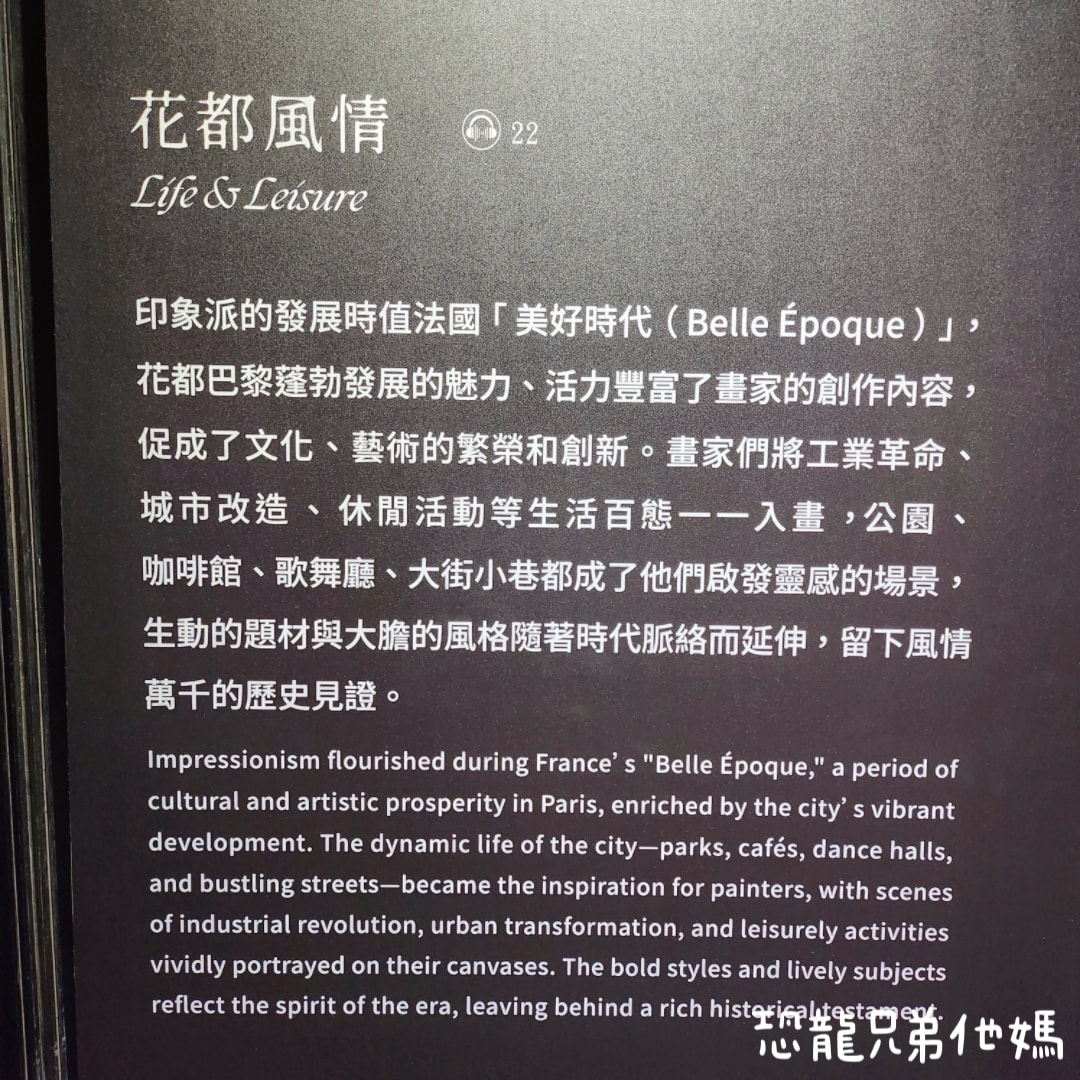 花都風情
22
Life & Leisure
印象派的發展時值法國「美好時代（Belle Époque）」，
花都巴黎蓬勃發展的魅力、活力豐富了畫家的創作內容，
促成了文化、藝術的繁榮和創新。畫家們將工業革命、
城市改造、休閒活動等生活百態一一入畫，公園、
咖啡館、歌舞廳、大街小巷都成了他們啟發靈感的場景，
生動的題材與大膽的風格隨著時代脈絡而延伸，留下風情
萬千的歷史見證。
Impressionism flourished during France's "Belle Époque," a period of
cultural and artistic prosperity in Paris, enriched by the city's vibrant
development. The dynamic life of the city—parks, cafés, dance halls,
and bustling streets—became the inspiration for painters, with scenes
of industrial revolution, urban transformation, and leisurely activities
vividly portrayed on their canvases. The bold styles and lively subjects
reflect the spirit of the era, leaving behind a rich historical testament.
恐龍兄弟他媽